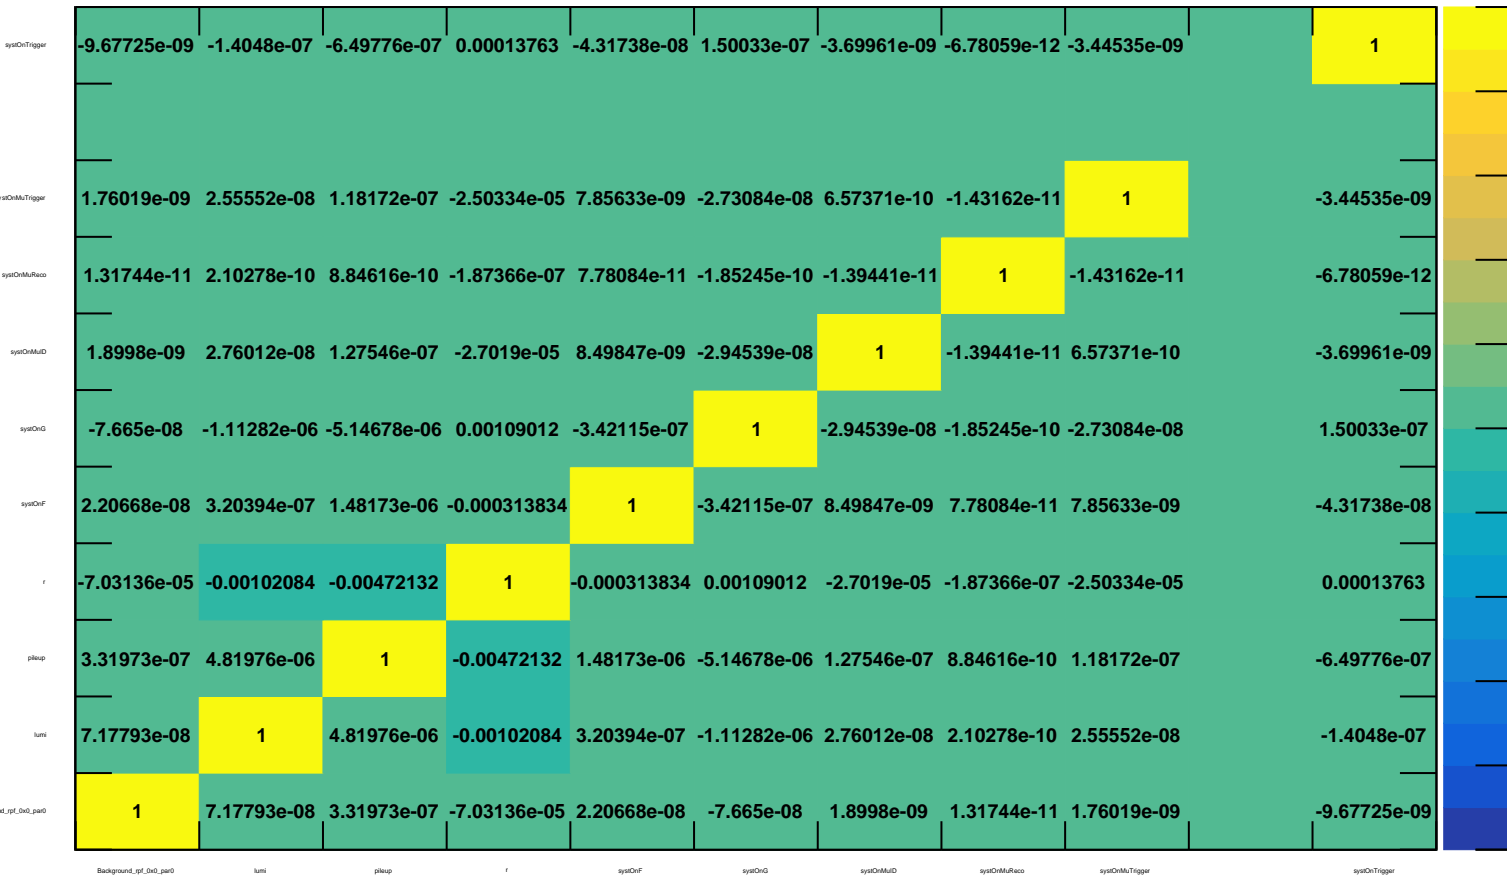 systOnTrigger -9.67725e-09 -1.4048e-07 -6.49776e-07 0.00013763 -4.31738e-08 1.50033e-07 -3.69961e-09 -6.78059e-12 -3.44535e-09 1
stOnMuTrigger 1.76019e-09 2.55552e-08 1.18172e-07 -2.50334e-05 7.85633e-09 -2.73084e-08 6.57371e-10 -1.43162e-11 1 -3.44535e-09
systOnMuReco 1.31744e-11 2.10278e-10 8.84616e-10 -1.87366e-07 7.78084e-11 -1.85245e-10 -1.39441e-11 1 -1.43162e-11 -6.78059e-12
systOnMuID 1.8998e-09 2.76012e-08 1.27546e-07 -2.7019e-05 8.49847e-09 -2.94539e-08 1 -1.39441e-11 6.57371e-10 -3.69961e-09
systOnG -7.665e-08 -1.11282e-06 -5.14678e-06 0.00109012 -3.42115e-07 1 -2.94539e-08 -1.85245e-10 -2.73084e-08 1.50033e-07
systOnF 2.20668e-08 3.20394e-07 1.48173e-06 -0.000313834 1 -3.42115e-07 8.49847e-09 7.78084e-11 7.85633e-09 -4.31738e-08
r -7.03136e-05 -0.00102084 -0.00472132 1 -0.000313834 0.00109012 -2.7019e-05 -1.87366e-07 -2.50334e-05 0.00013763
pileup 3.31973e-07 4.81976e-06 1 -0.00472132 1.48173e-06 -5.14678e-06 1.27546e-07 8.84616e-10 1.18172e-07 -6.49776e-07
lumi 7.17793e-08 1 4.81976e-06 -0.00102084 3.20394e-07 -1.11282e-06 2.76012e-08 2.10278e-10 2.55552e-08 -1.4048e-07
d_rpf_0x0_par0 1 7.17793e-08 3.31973e-07 -7.03136e-05 2.20668e-08 -7.665e-08 1.8998e-09 1.31744e-11 1.76019e-09 -9.67725e-09
Background_rpf_0x0_par0 lumi pileup r systOnF systOnG systOnMuID systOnMuReco systOnMuTrigger systOnTrigger